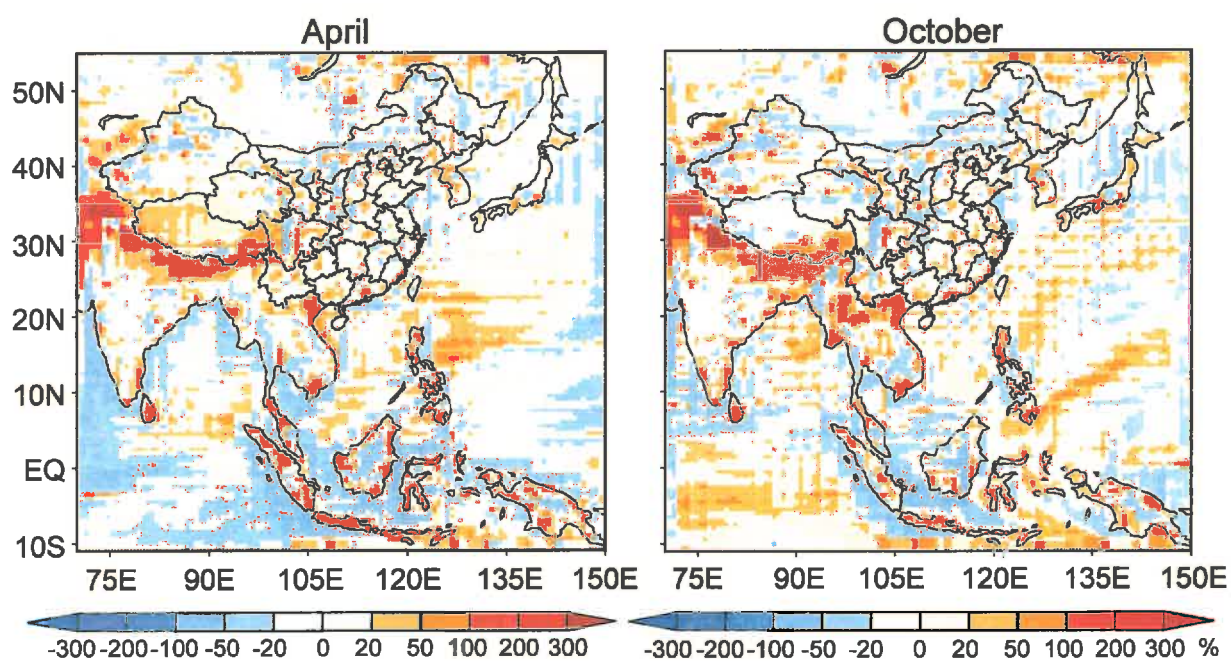 April
October
50N
40N
30N
20N
10N
EQ
10S
75E 90E 105E 120E 135E 150E
75E 90E 105E 120E 135E 150E
-300 -200 -100 -50 -20 0 20 50 100 200 300
-300 -200 -100 -50 -20 0 20 50 100 200 300 %